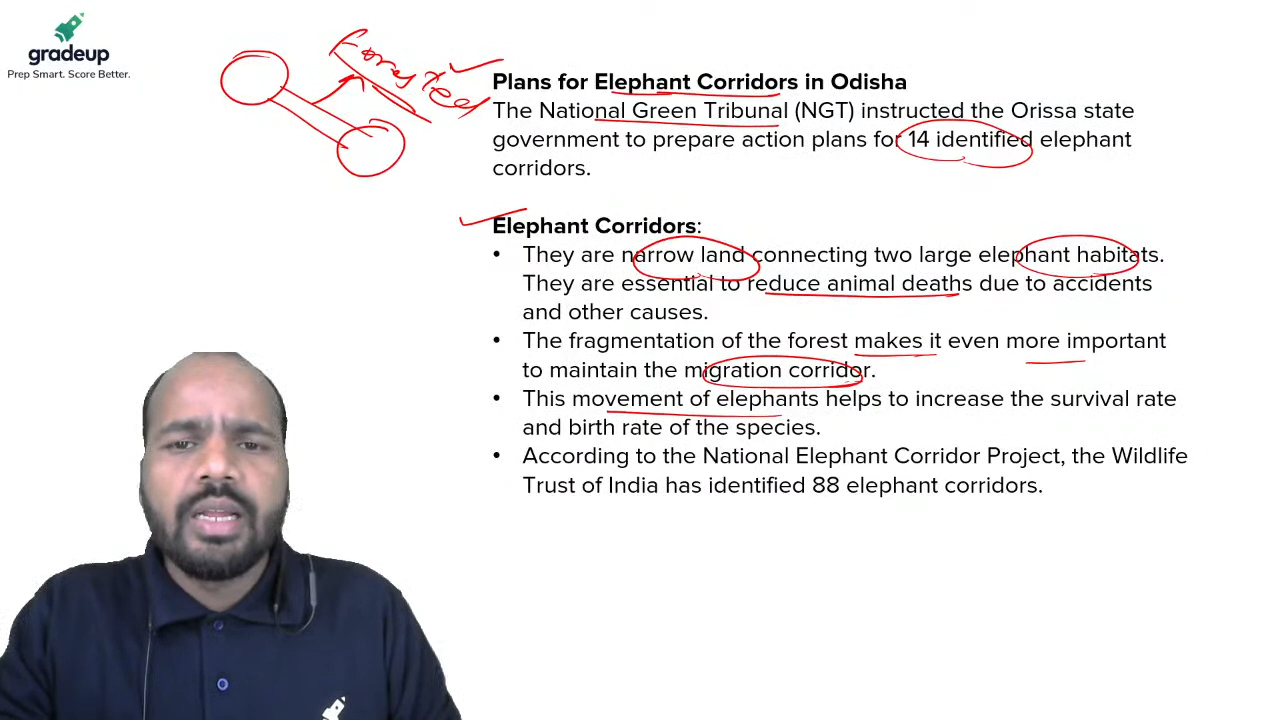 gradeup
Prep Smart. Score Better.
Forested
Plans for Elephant Corridors in Odisha
The National Green Tribunal (NGT) instructed the Orissa state
government to prepare action plans for 14 identified elephant
corridors.
Elephant Corridors:
• They are narrow land connecting two large elephant habitats.
They are essential to reduce animal deaths due to accidents
and other causes.
• The fragmentation of the forest makes it even more important
to maintain the migration corridor.
• This movement of elephants helps to increase the survival rate
and birth rate of the species.
• According to the National Elephant Corridor Project, the Wildlife
Trust of India has identified 88 elephant corridors.